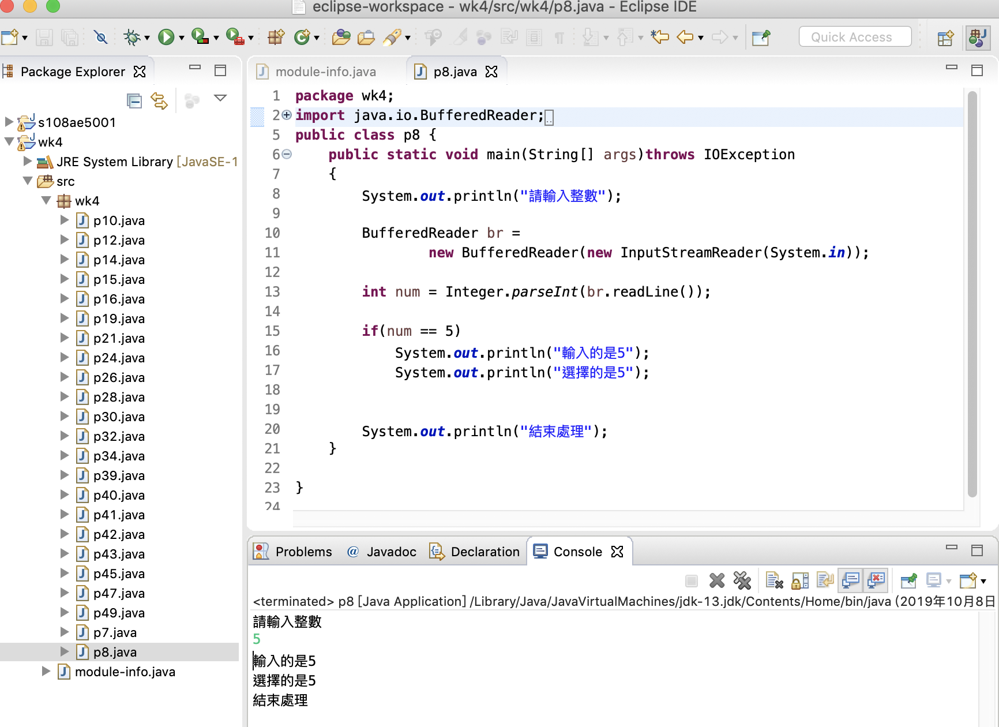 eclipse-workspace - wk4/src/wk4/p8.java - Eclipse IDE
Quick Access
Package Explorer
module-info.java
p8.java
s108ae5001
wk4
JRE System Library [JavaSE-1
src
wk4
p10.java
p12.java
p14.java
p15.java
p16.java
p19.java
p21.java
p24.java
p26.java
p28.java
p30.java
p32.java
p34.java
p39.java
p40.java
p41.java
p42.java
p43.java
p45.java
p47.java
p49.java
p7.java
p8.java
module-info.java
1 package wk4;
2 import java.io.BufferedReader;
5 public class p8 {
6 public static void main(String[] args)throws IOException
7 {
8 System.out.println("請輸入整數");
9
10 BufferedReader br =
11 new BufferedReader(new InputStreamReader(System.in));
12
13 int num = Integer.parseInt(br.readLine());
14
15 if(num == 5)
16 System.out.println("輸入的是5");
17 System.out.println("選擇的是5");
18
19
20 System.out.println("結束處理");
21 }
22
23 }
24
Problems
Javadoc
Declaration
Console
<terminated> p8 [Java Application] /Library/Java/JavaVirtualMachines/jdk-13.jdk/Contents/Home/bin/java (2019年10月8日
請輸入整數
5
輸入的是5
選擇的是5
結束處理